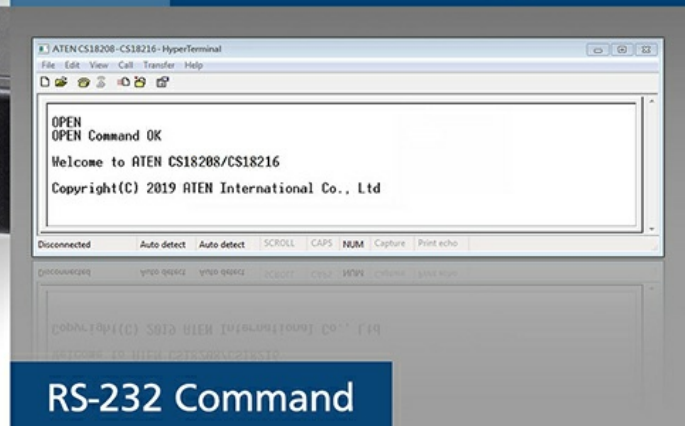 ATEN CS18208-CS18216- HyperTerminal
File Edit View Call Transfer Help
OPEN
OPEN Command OK
Welcome to ATEN CS18208/CS18216
Copyright(C) 2019 ATEN International Co., Ltd
Disconnected Auto detect Auto detect SCROLL CAPS NUM Capture Print echo
RS-232 Command